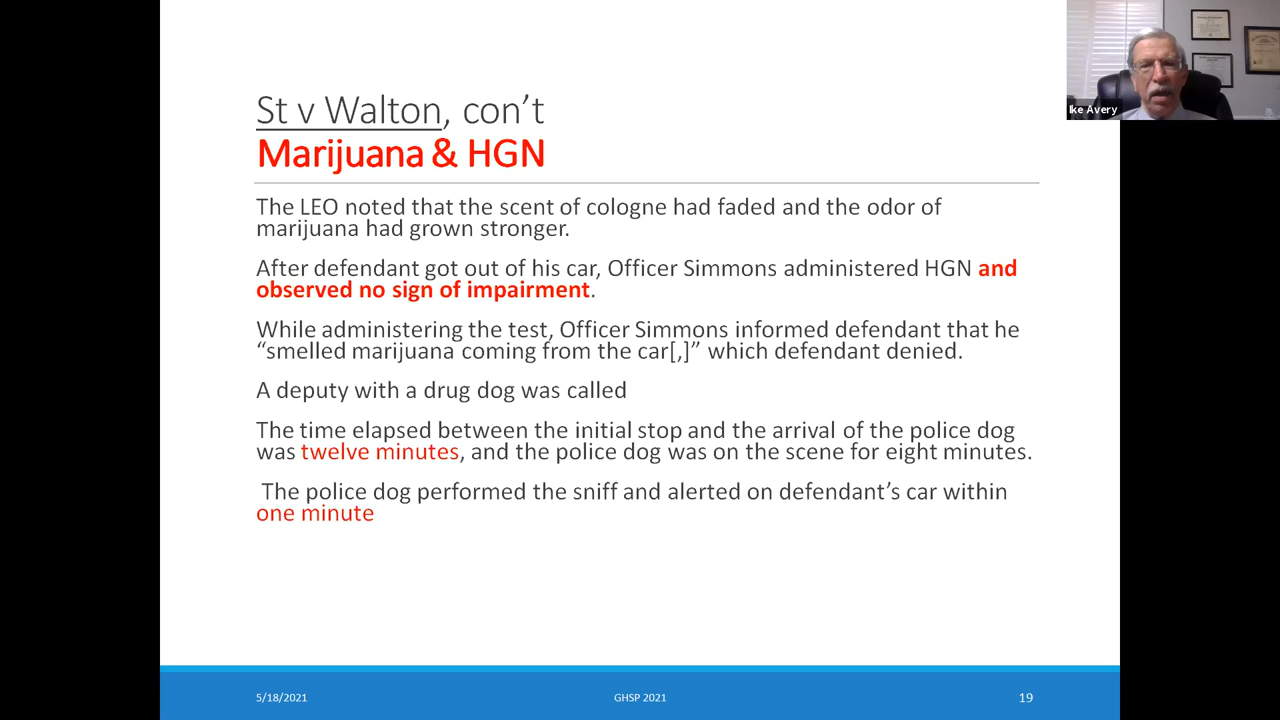 St v Walton, con’t
Marijuana & HGN
The LEO noted that the scent of cologne had faded and the odor of
marijuana had grown stronger.
After defendant got out of his car, Officer Simmons administered HGN and
observed no sign of impairment.
While administering the test, Officer Simmons informed defendant that he
“smelled marijuana coming from the car[,]” which defendant denied.
A deputy with a drug dog was called
The time elapsed between the initial stop and the arrival of the police dog
was twelve minutes, and the police dog was on the scene for eight minutes.
The police dog performed the sniff and alerted on defendant’s car within
one minute
5/18/2021
GHSP 2021
19
Ike Avery